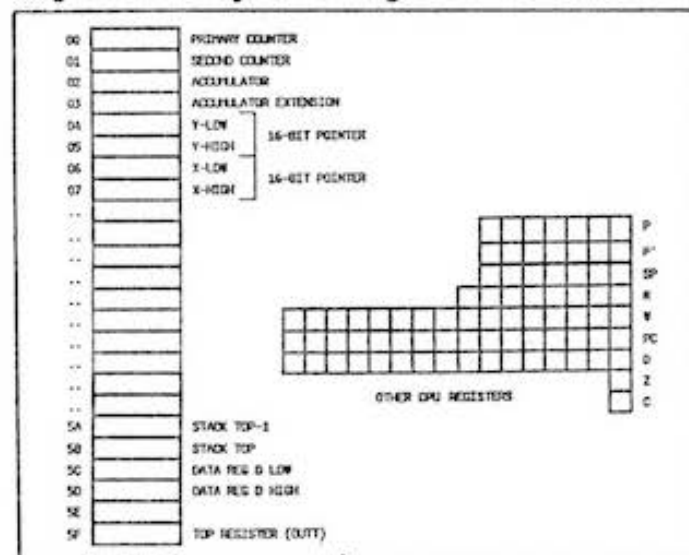 00 PRIMARY COUNTER
01 SECOND COUNTER
02 ACCUMULATOR
03 ACCUMULATOR EXTENSION
04 Y-LOW
16-BIT POINTER
05 Y-HIGH
06 X-LOW
16-BIT POINTER
07 X-HIGH
..
..
..
..
..
..
..
..
..
P
P'
SP
R
W
PC
D
Z
C
OTHER CPU REGISTERS
5A STACK TOP-1
5B STACK TOP
5C DATA REG D LOW
5D DATA REG D HIGH
5E
5F TOP REGISTER (OUTT)